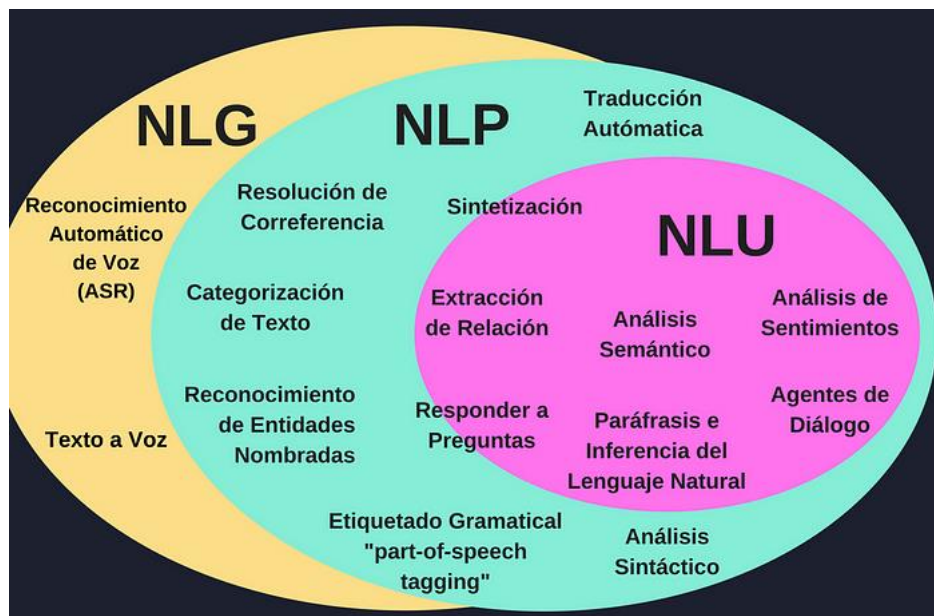 NLG
NLP
Traducción
Autómatica
Reconocimiento
Automático
de Voz
(ASR)
Texto a Voz
Resolución de
Correferencia
Categorización
de Texto
Reconocimiento
de Entidades
Nombradas
Etiquetado Gramatical
"part-of-speech
tagging"
Análisis
Sintáctico
Sintetización
NLU
Extracción
de Relación
Análisis
Semántico
Análisis de
Sentimientos
Responder a
Preguntas
Paráfrasis e
Inferencia del
Lenguaje Natural
Agentes de
Diálogo